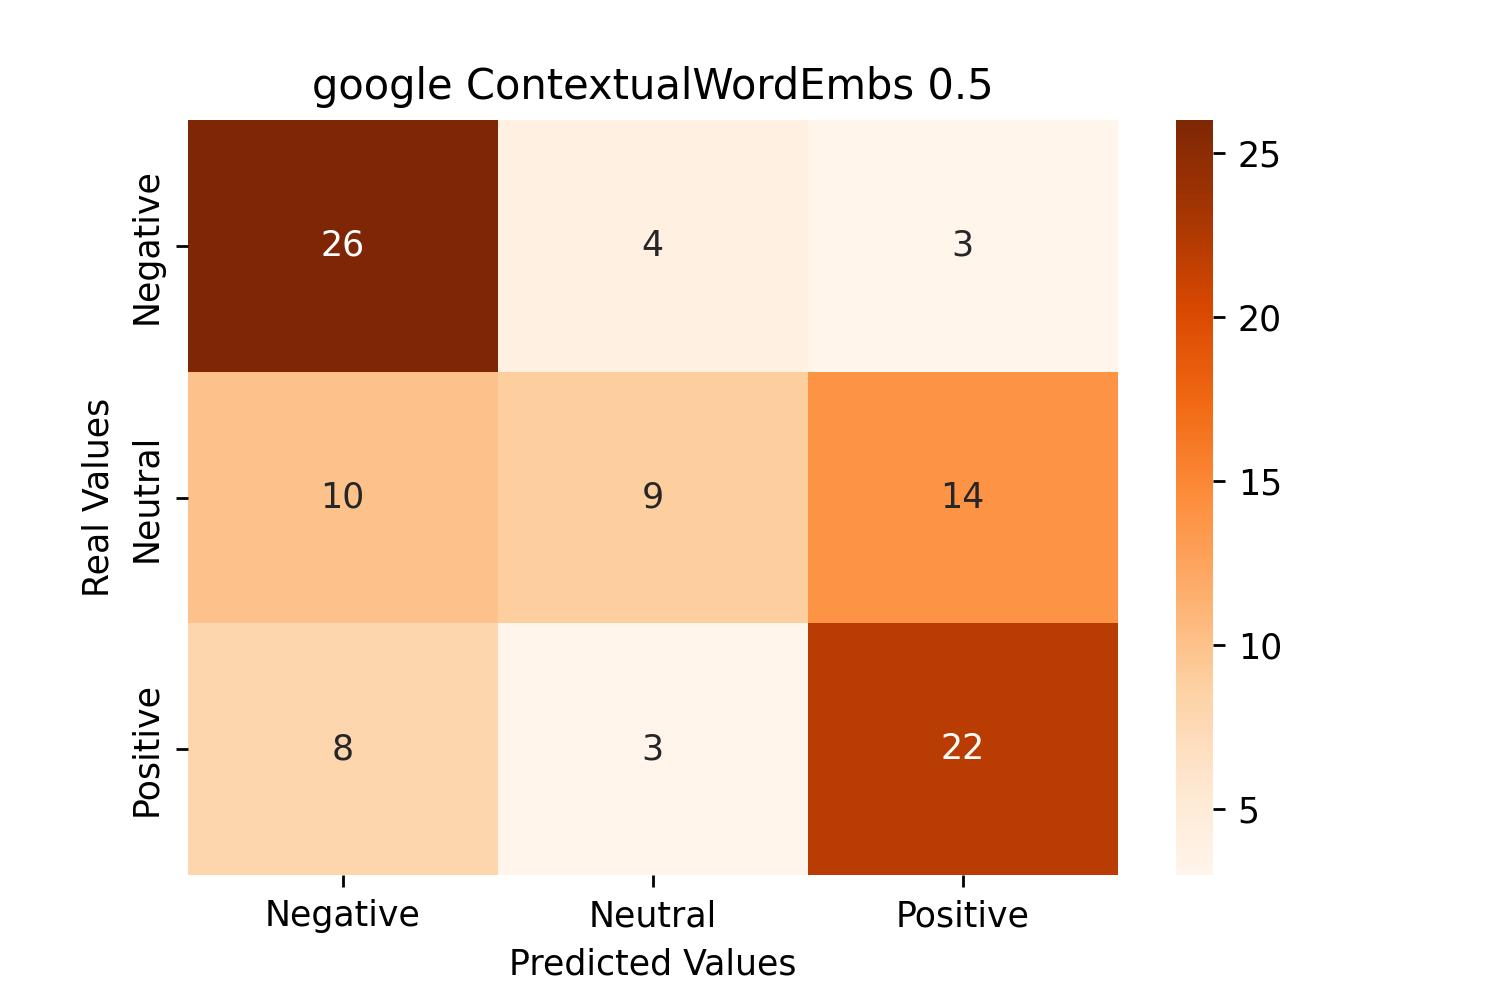 google ContextualWordEmbs 0.5
Real Values
Negative
26 4 3
Neutral
10 9 14
Positive
8 3 22
Negative Neutral Positive
Predicted Values
25
20
15
10
5